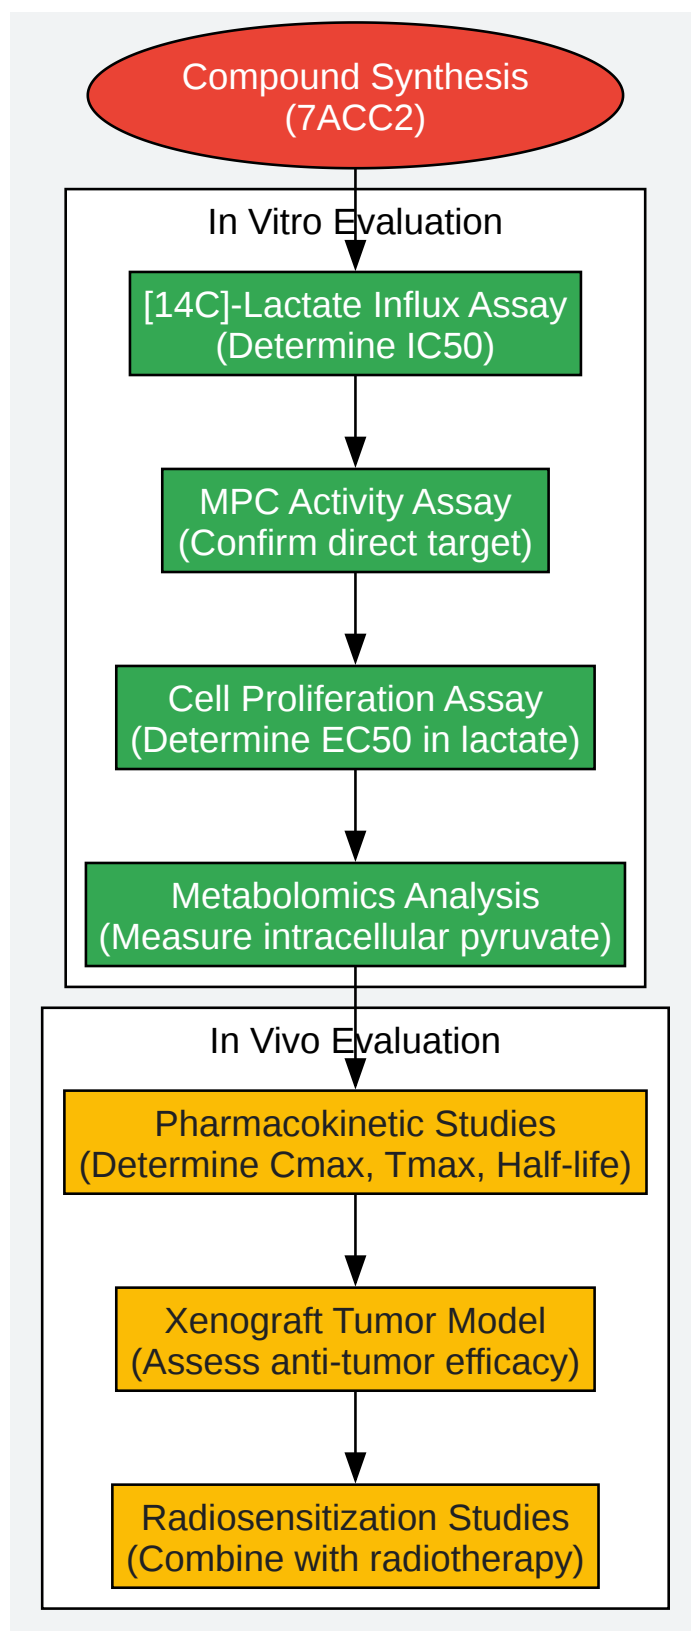 Compound Synthesis
(7ACC2)
In Vitro Evaluation
[14C]-Lactate Influx Assay
(Determine IC50)
MPC Activity Assay
(Confirm direct target)
Cell Proliferation Assay
(Determine EC50 in lactate)
Metabolomics Analysis
(Measure intracellular pyruvate)
In Vivo Evaluation
Pharmacokinetic Studies
(Determine Cmax, Tmax, Half-life)
Xenograft Tumor Model
(Assess anti-tumor efficacy)
Radiosensitization Studies
(Combine with radiotherapy)